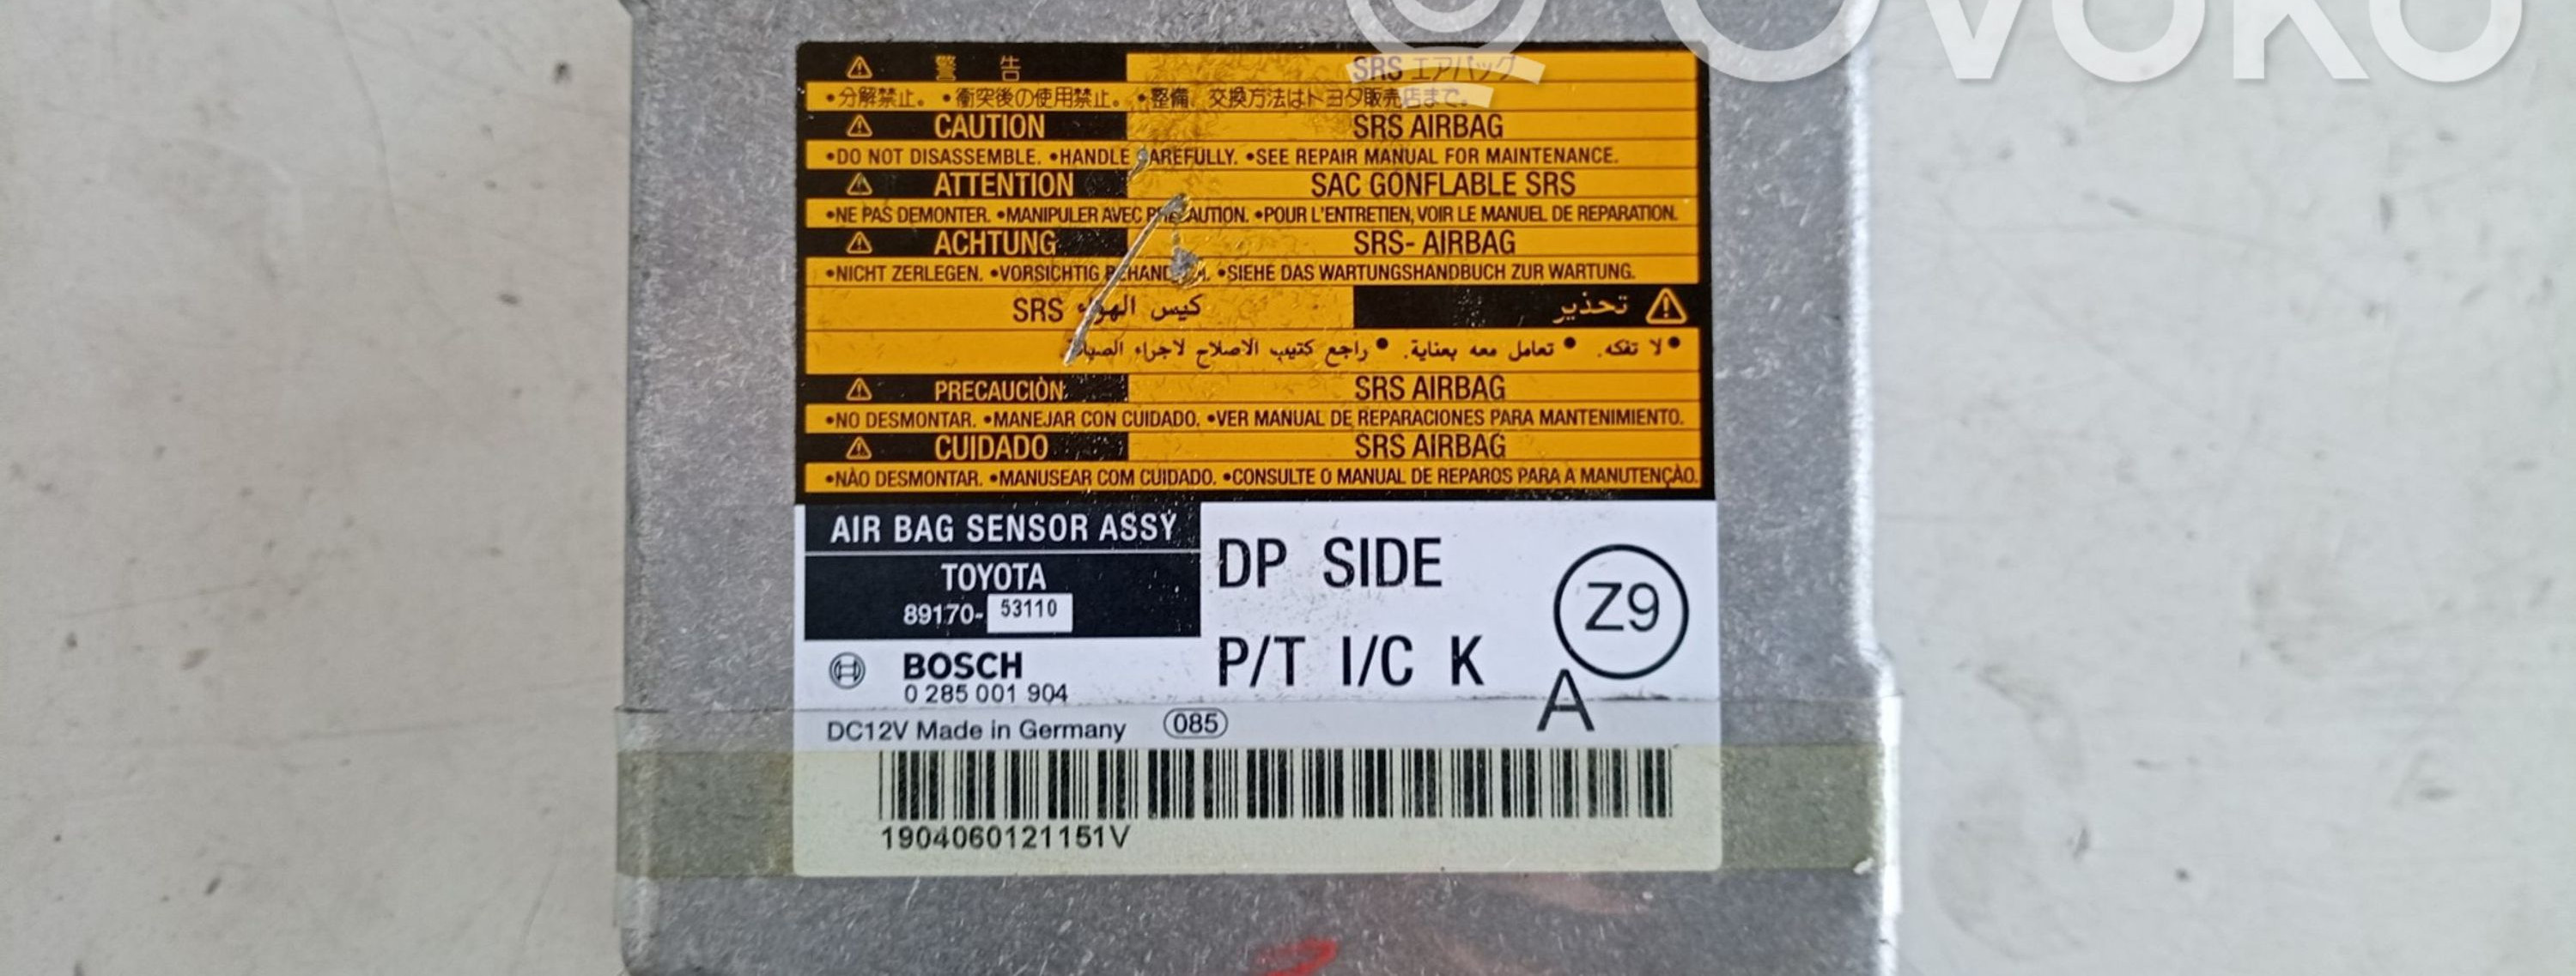 OVOKO
警 告 SRS エアバッグ
•分解禁止。 •衝突後の使用禁止。 •整備、交換方法はトヨタ販売店まで。
CAUTION SRS AIRBAG
•DO NOT DISASSEMBLE. •HANDLE CAREFULLY. •SEE REPAIR MANUAL FOR MAINTENANCE.
ATTENTION SAC GONFLABLE SRS
•NE PAS DEMONTER. •MANIPULER AVEC PRECAUTION. •POUR L'ENTRETIEN, VOIR LE MANUEL DE REPARATION.
ACHTUNG SRS- AIRBAG
•NICHT ZERLEGEN. •VORSICHTIG BEHANDELN. •SIEHE DAS WARTUNGSHANDBUCH ZUR WARTUNG.
تحذير كيس الهواء SRS
• لا تفكه. • تعامل معه بعناية. • راجع كتيب الاصلاح لاجراء الصيانة
PRECAUCIÒN SRS AIRBAG
•NO DESMONTAR. •MANEJAR CON CUIDADO. •VER MANUAL DE REPARACIONES PARA MANTENIMIENTO.
CUIDADO SRS AIRBAG
•NÀO DESMONTAR. •MANUSEAR COM CUIDADO. •CONSULTE O MANUAL DE REPAROS PARA A MANUTENÇÀO.
AIR BAG SENSOR ASSY
TOYOTA
89170- 53110
DP SIDE
P/T I/C K
Z9
A
BOSCH
0 285 001 904
DC12V Made in Germany 085
1904060121151V